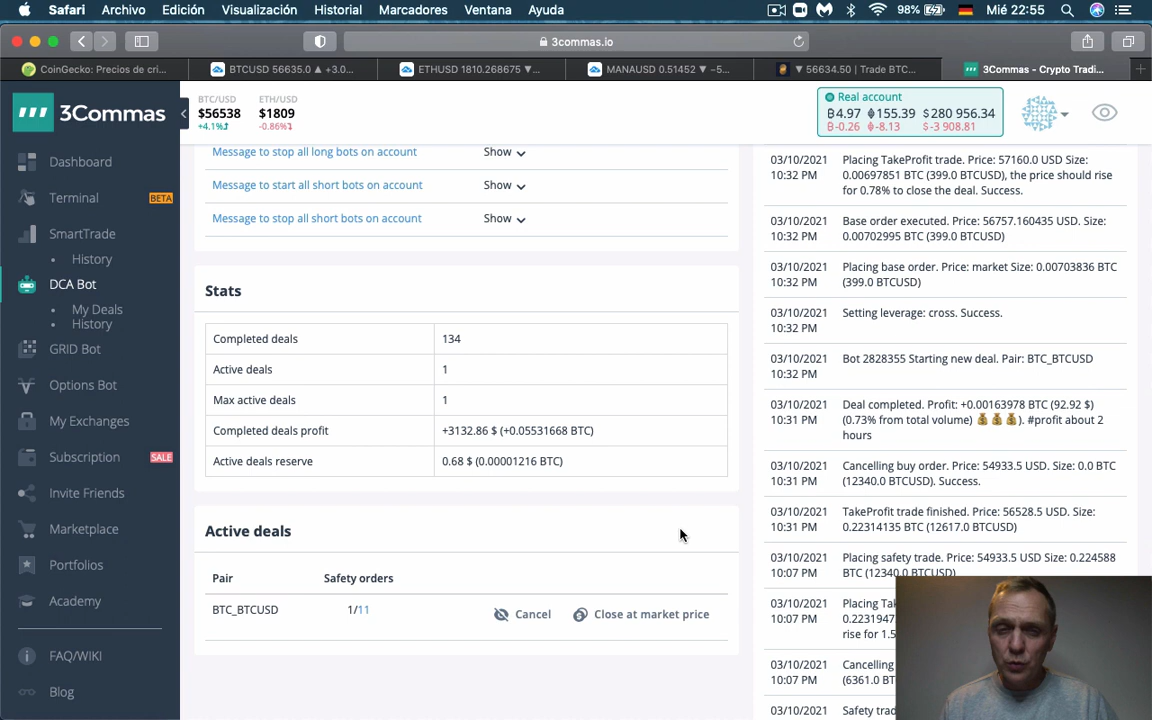 Safari Archivo Edición Visualización Historial Marcadores Ventana Ayuda 98% Mié 22:55
3commas.io
CoinGecko: Precios de cri... BTCUSD 56635.0 ▲ +3.0... ETHUSD 1810.268675 ▼... MANAUSD 0.51452 ▼ −5... ▼ 56634.50 | Trade BTC... 3Commas - Crypto Tradi...
3Commas
BTC/USD ETH/USD
$56538 $1809
+4.1% -0.86%
Real account
4.97 155.39 $ 280 956.34
-0.26 -8.13 $ -3 908.81
Dashboard
Terminal BETA
SmartTrade
History
DCA Bot
My Deals
History
GRID Bot
Options Bot
My Exchanges
Subscription SALE
Invite Friends
Marketplace
Portfolios
Academy
FAQ/WIKI
Blog
Message to stop all long bots on account Show
Message to start all short bots on account Show
Message to stop all short bots on account Show
Stats
Completed deals 134
Active deals 1
Max active deals 1
Completed deals profit +3132.86 $ (+0.05531668 BTC)
Active deals reserve 0.68 $ (0.00001216 BTC)
Active deals
Pair Safety orders
BTC_BTCUSD 1/11 Cancel Close at market price
03/10/2021 Placing TakeProfit trade. Price: 57160.0 USD Size:
10:32 PM 0.00697851 BTC (399.0 BTCUSD), the price should rise
for 0.78% to close the deal. Success.
03/10/2021 Base order executed. Price: 56757.160435 USD. Size:
10:32 PM 0.00702995 BTC (399.0 BTCUSD)
03/10/2021 Placing base order. Price: market Size: 0.00703836 BTC
10:32 PM (399.0 BTCUSD)
03/10/2021 Setting leverage: cross. Success.
10:32 PM
03/10/2021 Bot 2828355 Starting new deal. Pair: BTC_BTCUSD
10:32 PM
03/10/2021 Deal completed. Profit: +0.00163978 BTC (92.92 $)
10:31 PM (0.73% from total volume) 💰💰💰. #profit about 2
hours
03/10/2021 Cancelling buy order. Price: 54933.5 USD. Size: 0.0 BTC
10:31 PM (12340.0 BTCUSD). Success.
03/10/2021 TakeProfit trade finished. Price: 56528.5 USD. Size:
10:31 PM 0.22314135 BTC (12617.0 BTCUSD)
03/10/2021 Placing safety trade. Price: 54933.5 USD Size: 0.224588
10:07 PM BTC (12340.0 BTCUSD)
03/10/2021 Placing
10:07 PM 0.2231947
rise for 1.5
03/10/2021 Cancelling
10:07 PM (6361.0
03/10/2021 Safety